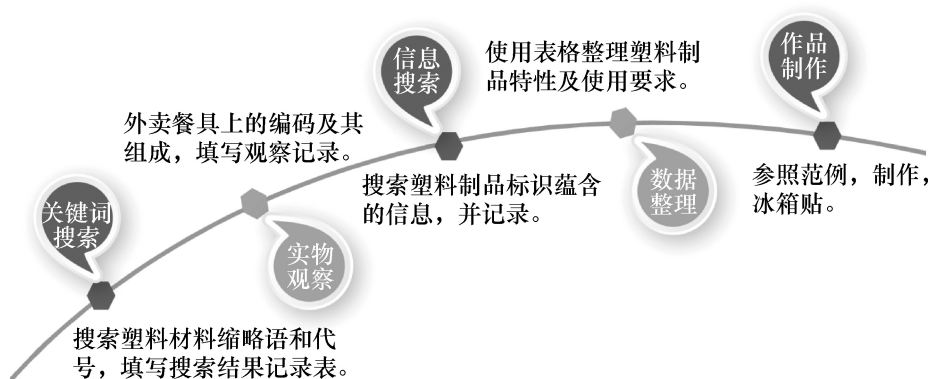 关键词
搜索
搜索塑料材料缩略语和代
号，填写搜索结果记录表。
外卖餐具上的编码及其
组成，填写观察记录。
实物
观察
信息
搜索
搜索塑料制品标识蕴含
的信息，并记录。
使用表格整理塑料制
品特性及使用要求。
数据
整理
作品
制作
参照范例，制作，
冰箱贴。